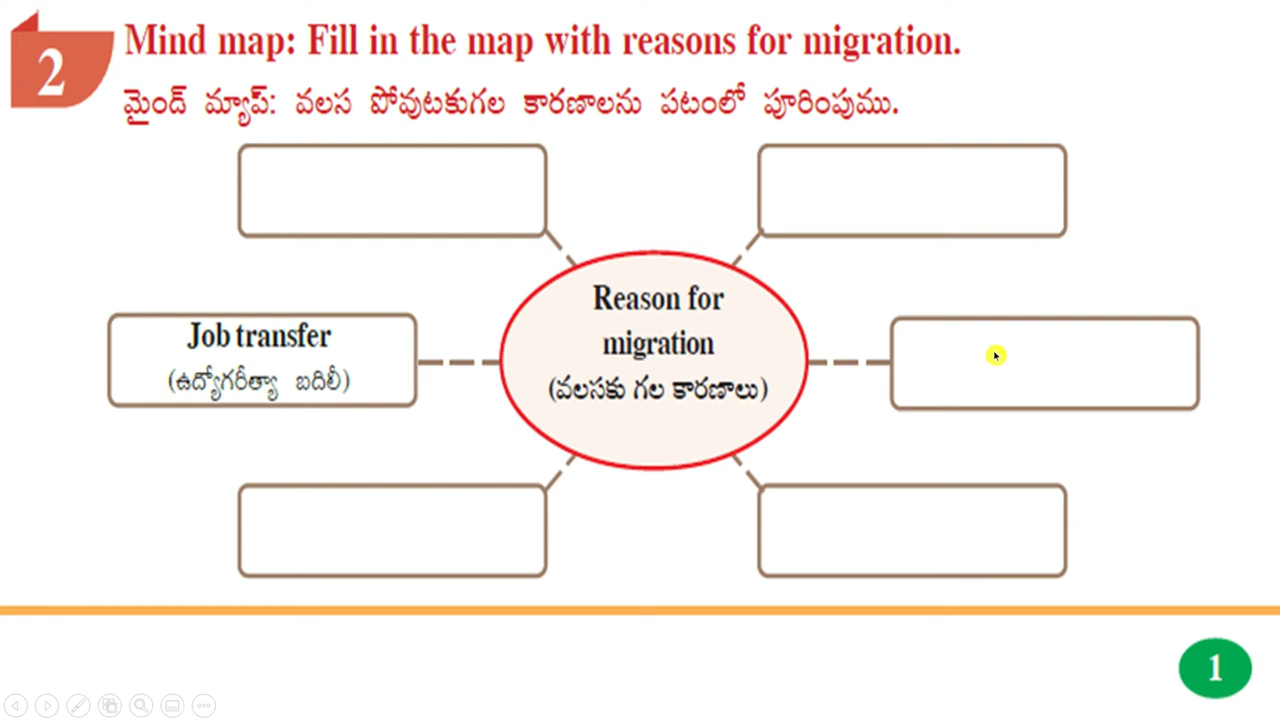 2
Mind map: Fill in the map with reasons for migration.
మైండ్ మ్యాప్: వలస పోవుటకుగల కారణాలను పటంలో పూరింపుము.
Reason for
migration
(వలసకు గల కారణాలు)
Job transfer
(ఉద్యోగరీత్యా బదిలీ)
1